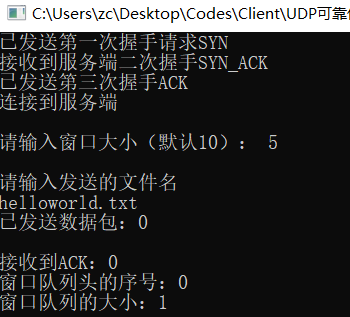 C:\Users\zc\Desktop\Codes\Client\UDP可靠
已发送第一次握手请求SYN
接收到服务端二次握手SYN_ACK
已发送第三次握手ACK
连接到服务端
请输入窗口大小（默认10）： 5
请输入发送的文件名
helloworld.txt
已发送数据包：0
接收到ACK：0
窗口队列头的序号：0
窗口队列的大小：1